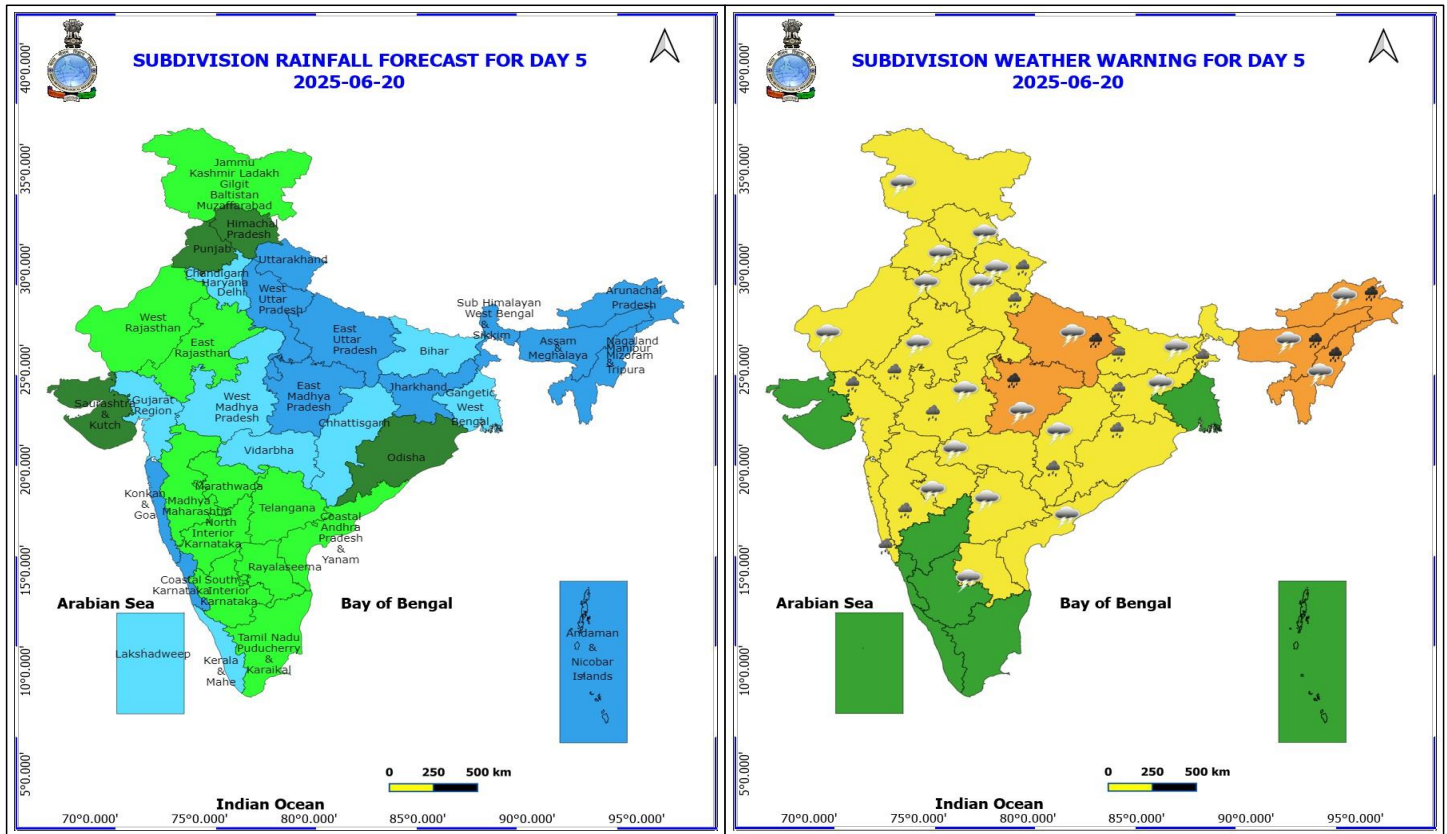 SUBDIVISION RAINFALL FORECAST FOR DAY 5
2025-06-20
40°0.000'
35°0.000'
30°0.000'
25°0.000'
20°0.000'
15°0.000'
10°0.000'
5°0.000'
Jammu
Kashmir Ladakh
Gilgit
Baltistan
Muzaffarabad
Himachal
Pradesh
Punjab
Uttarakhand
Chandigarh
Haryana
Delhi
West
Uttar
Pradesh
West
Rajasthan
East
Rajasthan
East
Uttar
Pradesh
Bihar
Sub Himalayan
West Bengal
&
Sikkim
Arunachal
Pradesh
Assam
&
Meghalaya
Nagaland
Manipur
Mizoram
&
Tripura
Saurashtra
&
Kutch
Gujarat
Region
West
Madhya
Pradesh
East
Madhya
Pradesh
Jharkhand
Gangetic
West
Bengal
Chhattisgarh
Vidarbha
Odisha
Konkan
&
Goa
Marathwada
Madhya
Maharashtra
North
Interior
Karnataka
Telangana
Coastal
Andhra
Pradesh
&
Yanam
Rayalaseema
Coastal
Karnataka
South
Interior
Karnataka
Tamil Nadu
Puducherry
&
Karaikal
Kerala
&
Mahe
Arabian Sea
Lakshadweep
Bay of Bengal
Andaman
&
Nicobar
Islands
0 250 500 km
Indian Ocean
70°0.000' 75°0.000' 80°0.000' 85°0.000' 90°0.000' 95°0.000'
SUBDIVISION WEATHER WARNING FOR DAY 5
2025-06-20
40°0.000'
35°0.000'
30°0.000'
25°0.000'
20°0.000'
15°0.000'
10°0.000'
5°0.000'
Arabian Sea
Bay of Bengal
0 250 500 km
Indian Ocean
70°0.000' 75°0.000' 80°0.000' 85°0.000' 90°0.000' 95°0.000'